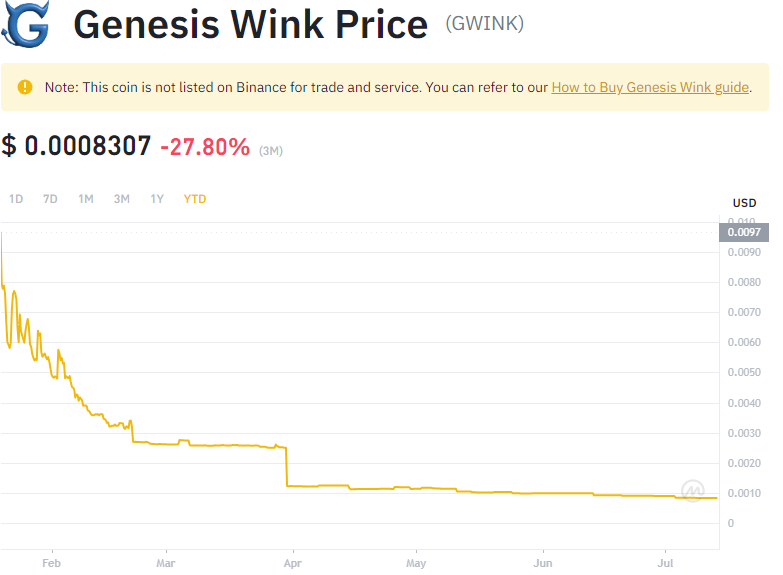 G
Genesis Wink Price (GWINK)
! Note: This coin is not listed on Binance for trade and service. You can refer to our How to Buy Genesis Wink guide.
$ 0.0008307 -27.80% (3M)
1D 7D 1M 3M 1Y YTD
USD
0.010
0.0097
0.0090
0.0080
0.0070
0.0060
0.0050
0.0040
0.0030
0.0020
0.0010
0
Feb Mar Apr May Jun Jul